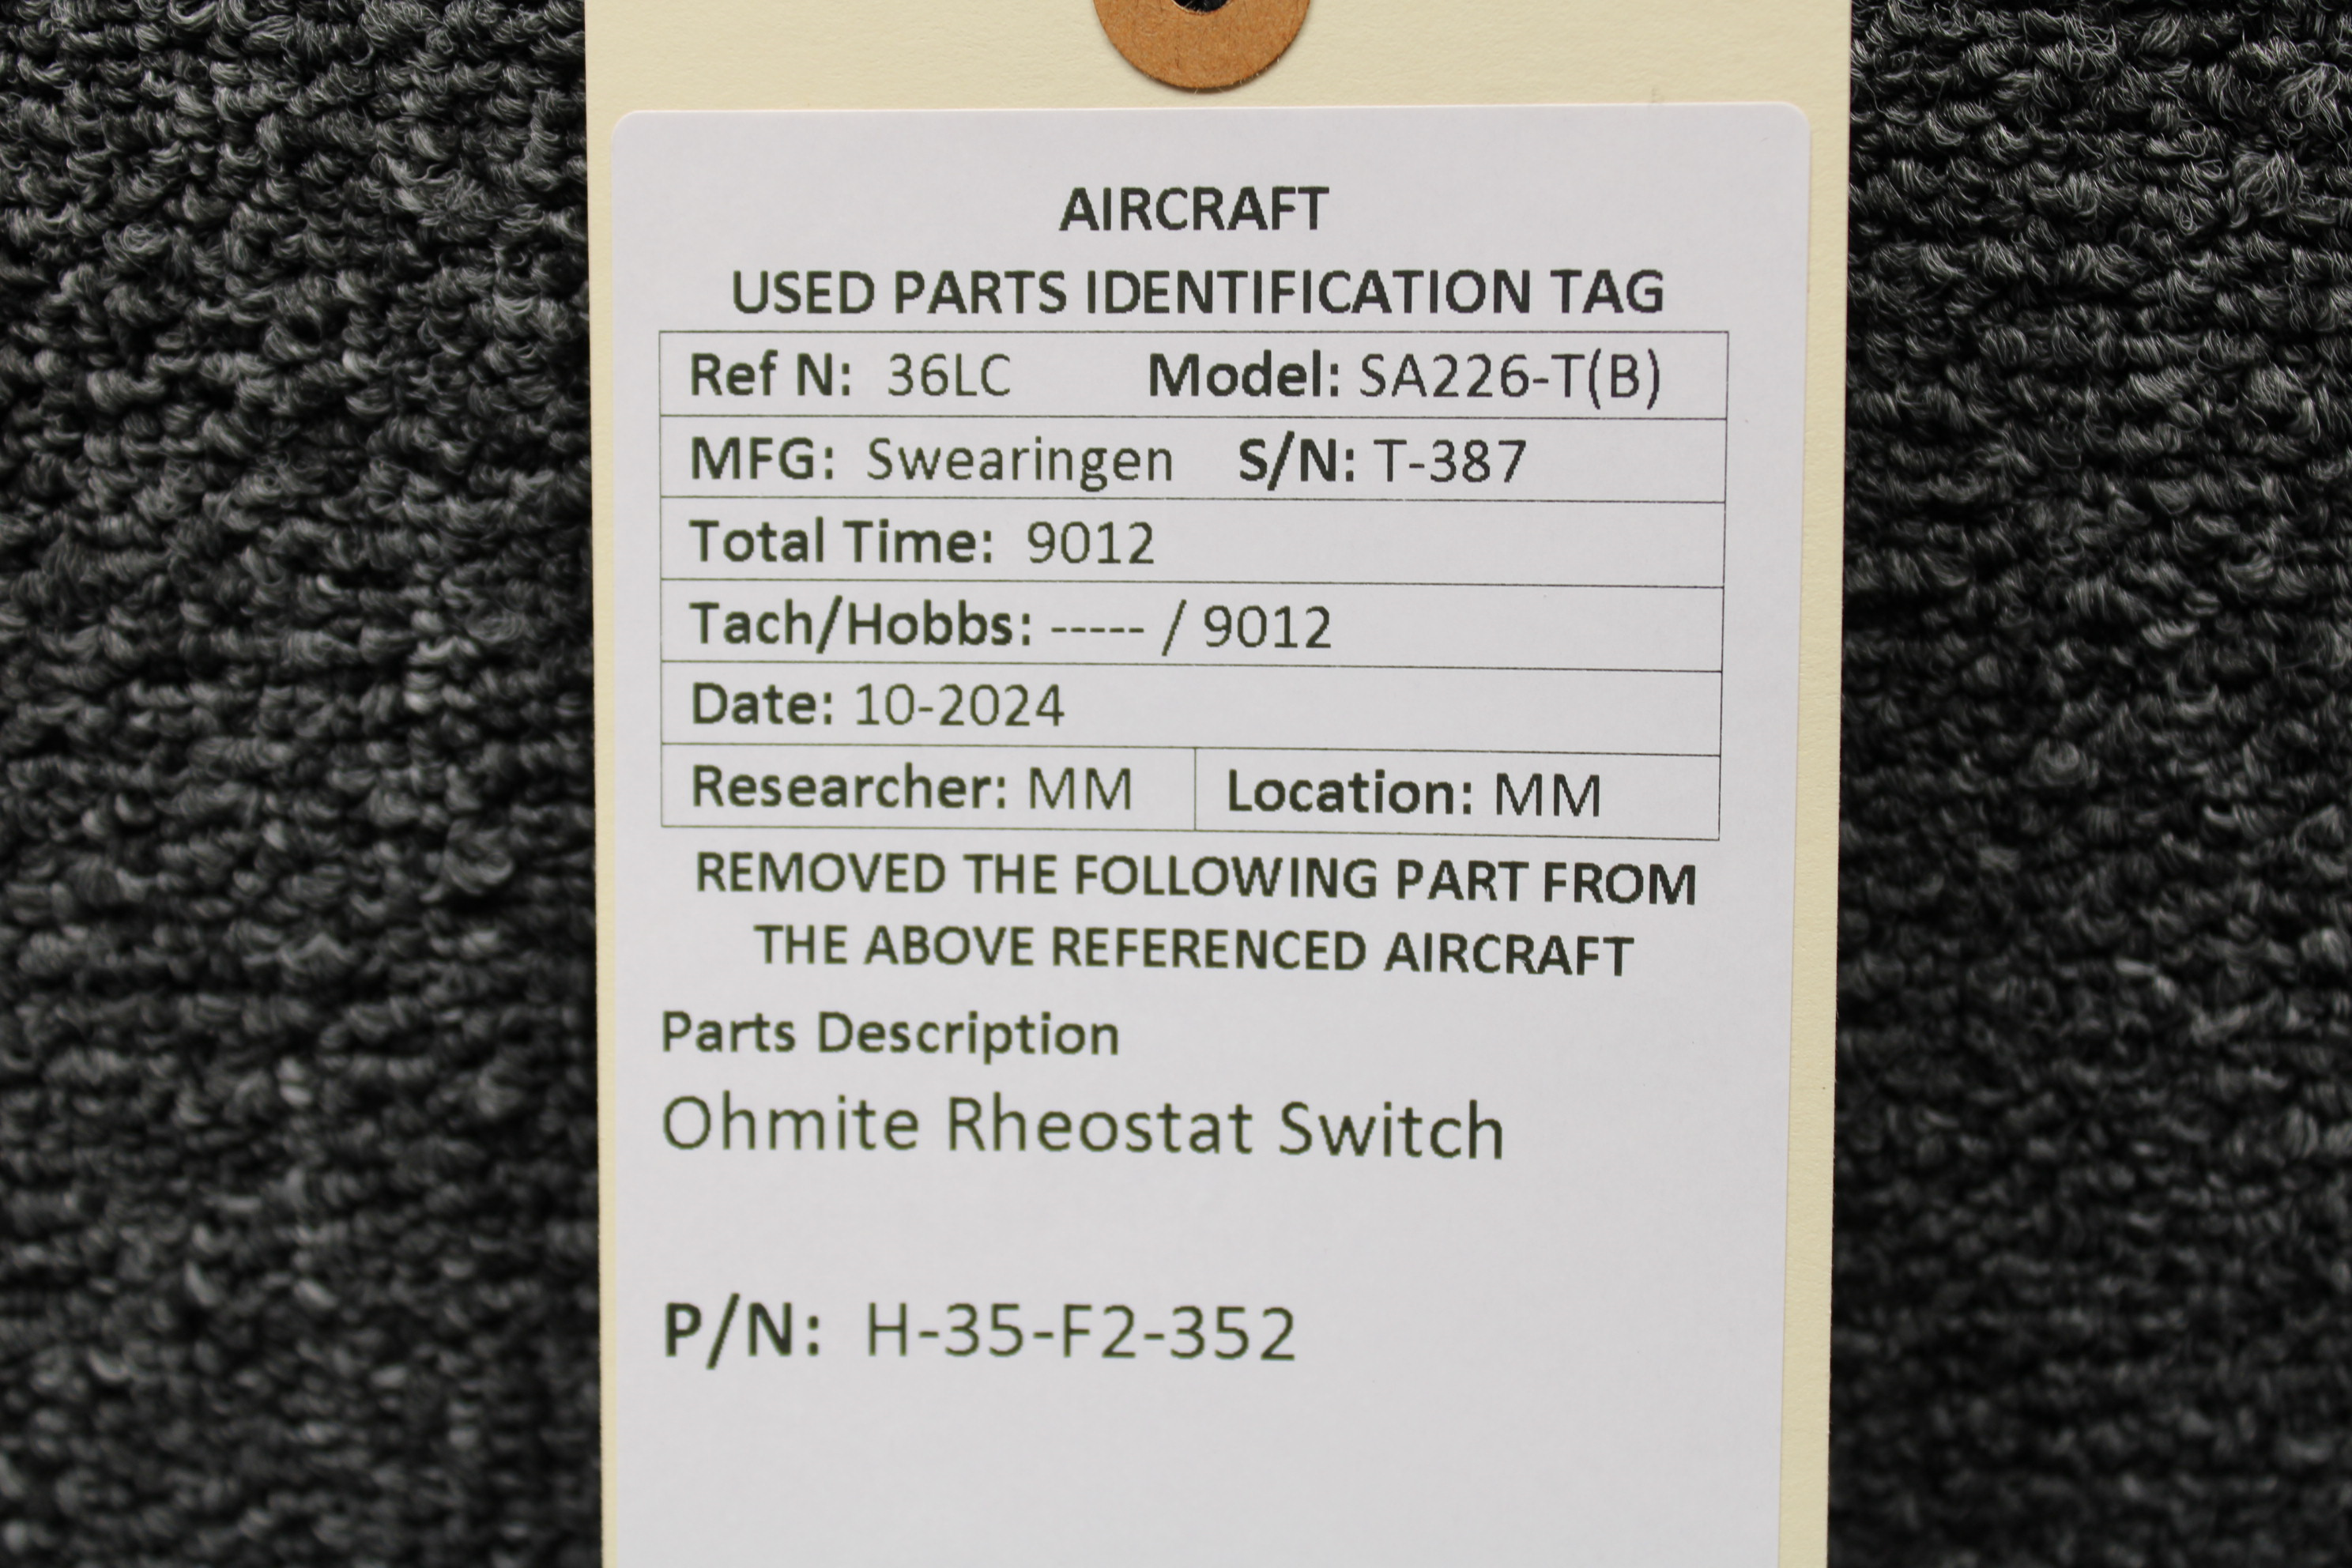 AIRCRAFT
USED PARTS IDENTIFICATION TAG
Ref N: 36LC Model: SA226-T(B)
MFG: Swearingen S/N: T-387
Total Time: 9012
Tach/Hobbs: ----- / 9012
Date: 10-2024
Researcher: MM Location: MM
REMOVED THE FOLLOWING PART FROM
THE ABOVE REFERENCED AIRCRAFT
Parts Description
Ohmite Rheostat Switch
P/N: H-35-F2-352